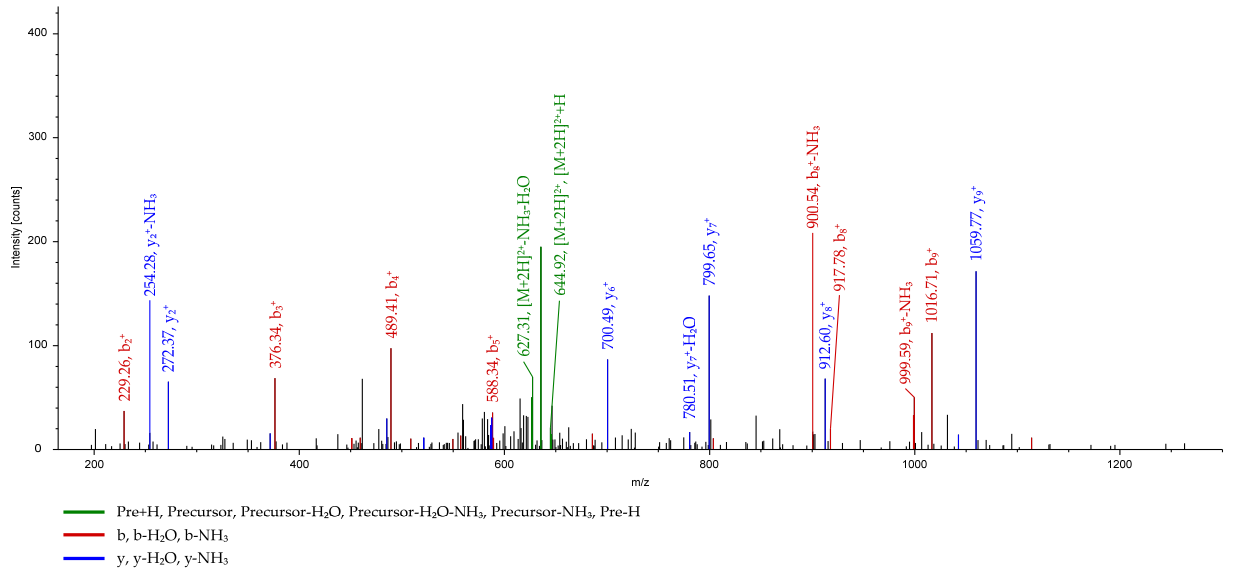 400
300
200
100
0
Intensity [counts]
254.28, y₂⁺-NH₃
272.37, y₂⁺
229.26, b₂⁺
376.34, b₃⁺
489.41, b₄⁺
588.34, b₅⁺
627.31, [M+2H]²⁺-NH₃-H₂O
644.92, [M+2H]²⁺, [M+2H]²⁺+H
700.49, y₆⁺
780.51, y₇⁺-H₂O
799.65, y₇⁺
900.54, b₈⁺-NH₃
912.60, y₈⁺
917.78, b₈⁺
999.59, b₉⁺-NH₃
1016.71, b₉⁺
1059.77, y₉⁺
200 400 600 800 1000 1200
m/z
Pre+H, Precursor, Precursor-H₂O, Precursor-H₂O-NH₃, Precursor-NH₃, Pre-H
b, b-H₂O, b-NH₃
y, y-H₂O, y-NH₃